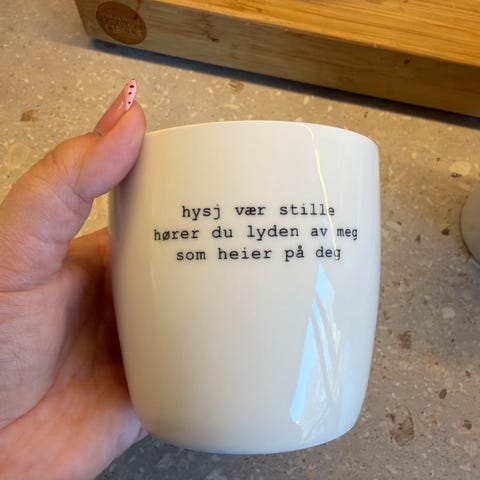 hysj vær stille
hører du lyden av meg
som heier på deg